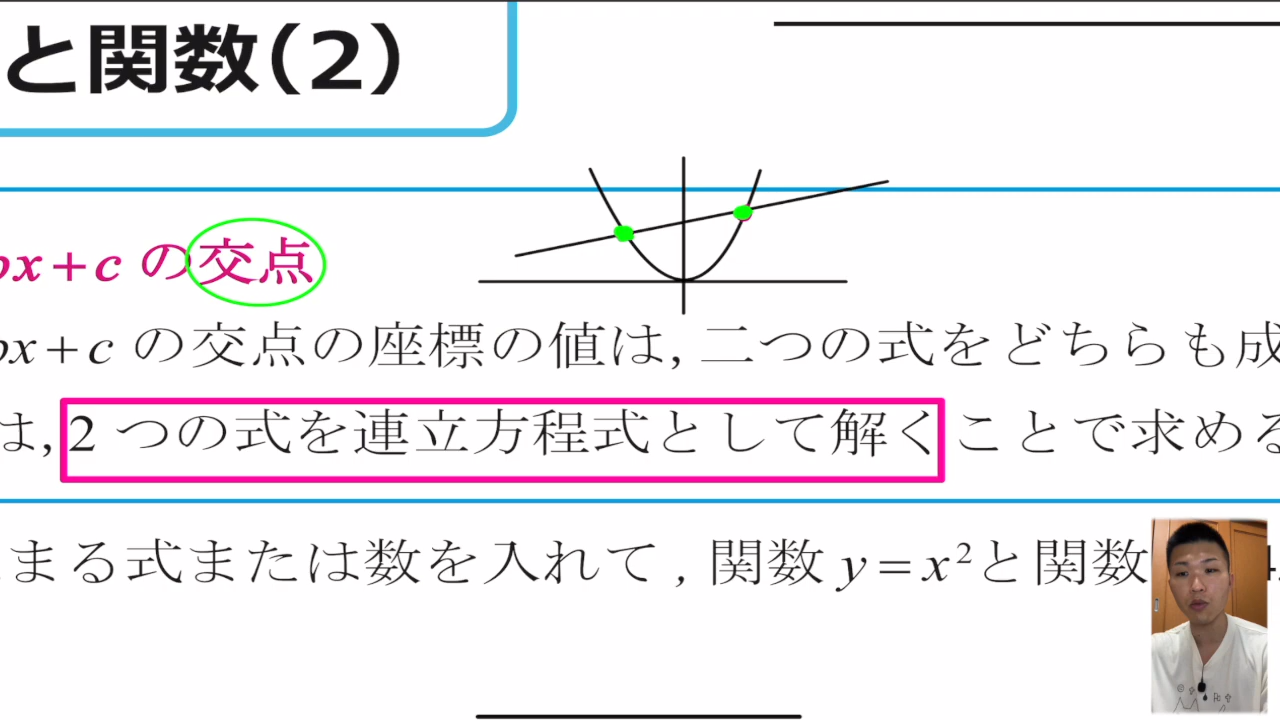 と関数(2)
bx+c の交点
bx+c の交点の座標の値は, 二つの式をどちらも成
は, 2 つの式を連立方程式として解くことで求める
まる式または数を入れて , 関数 y=x²と関数